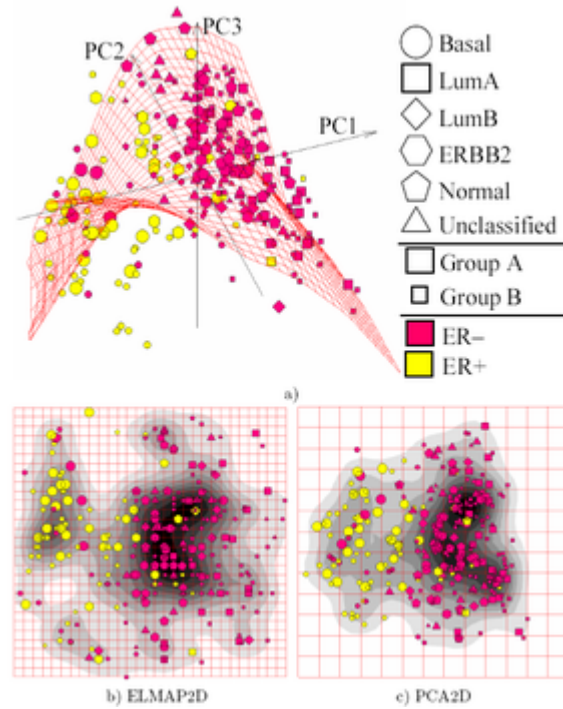 PC3
PC2
PC1
Basal
LumA
LumB
ERBB2
Normal
Unclassified
Group A
Group B
ER−
ER+
a)
b) ELMAP2D
c) PCA2D